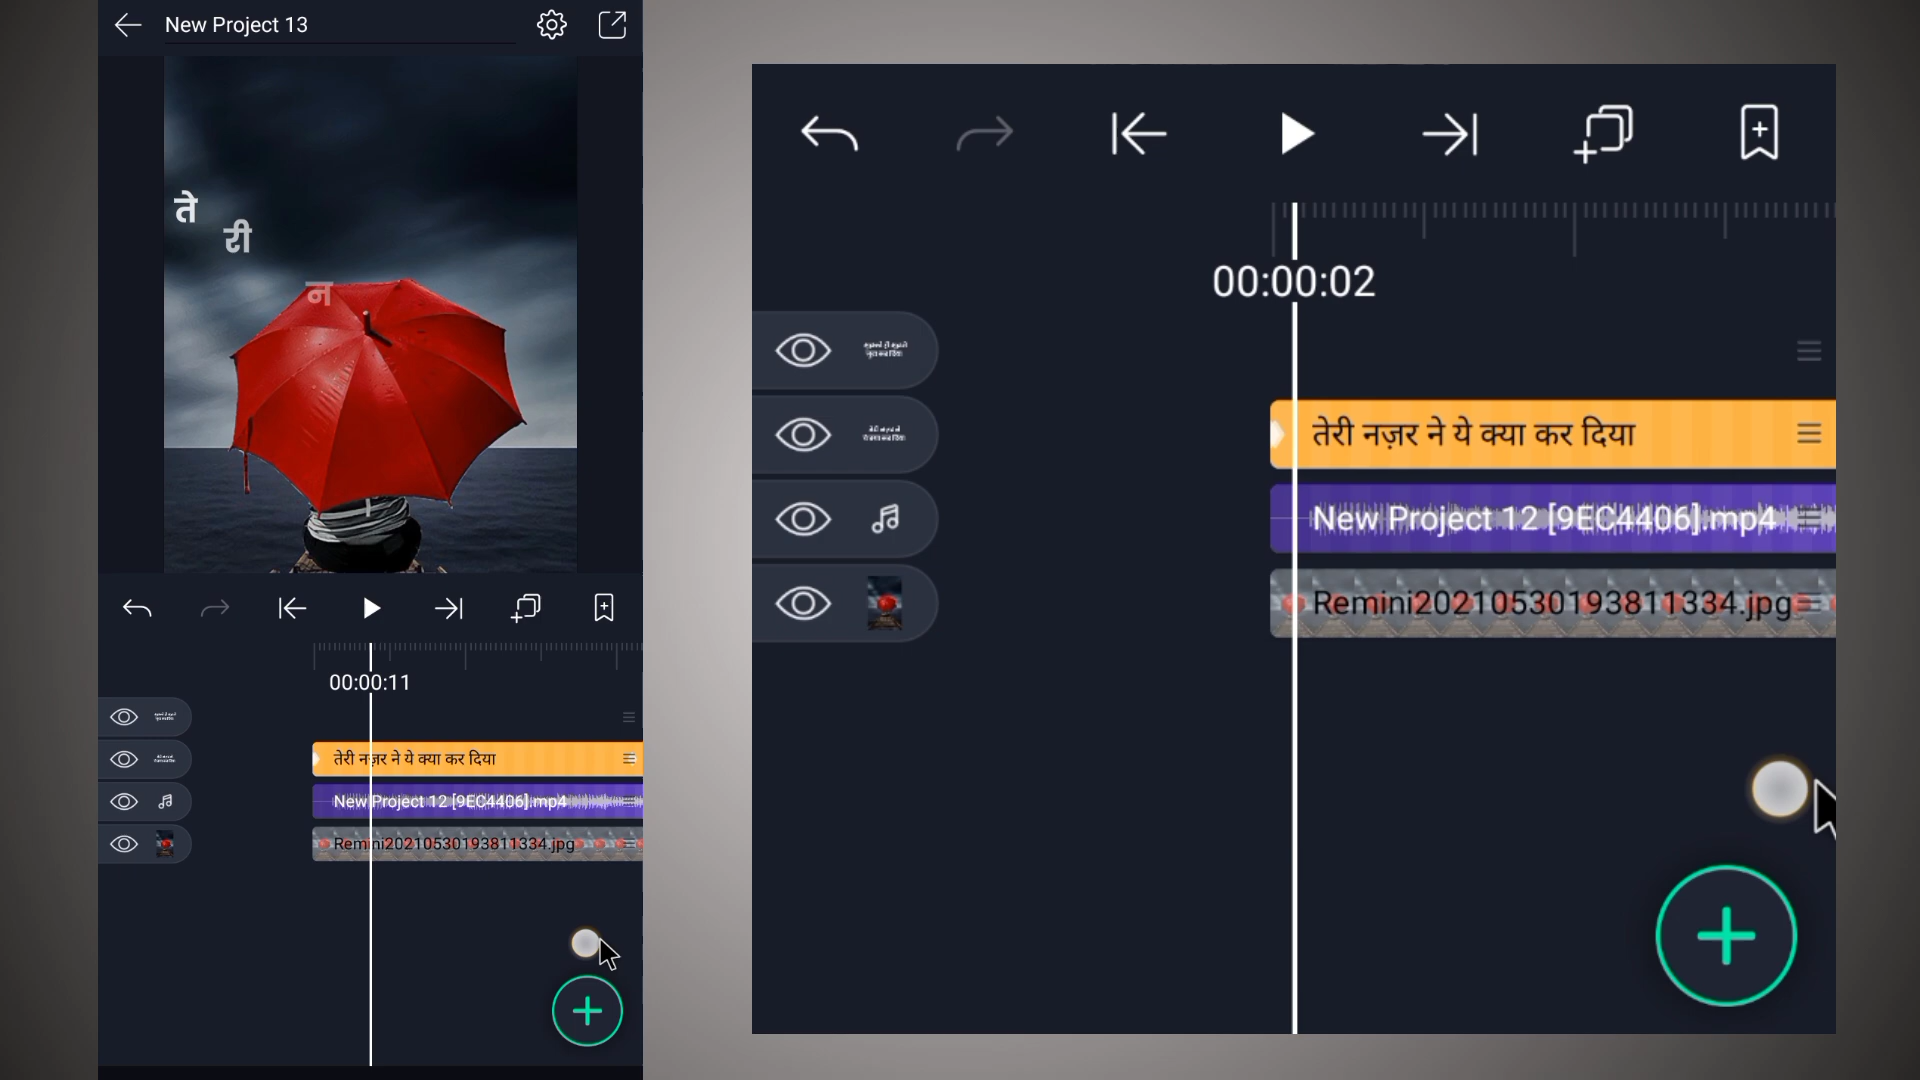 New Project 13
ते
री
न
00:00:11
तेरी नज़र ने ये क्या कर दिया
New Project 12 [9EC4406].mp4
Remini20210530193811334.jpg
00:00:02
तेरी नज़र ने ये क्या कर दिया
New Project 12 [9EC4406].mp4
Remini20210530193811334.jpg